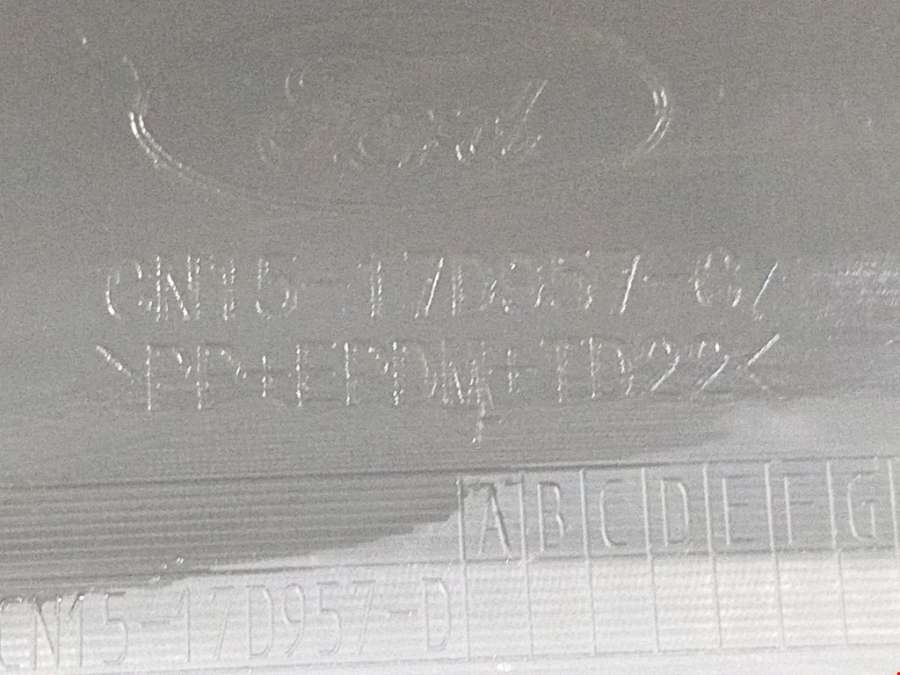 Ford
CN15-17D957-G/
>PP+EPDM-TD22<
A B C D E F G
CN15-17D957-D